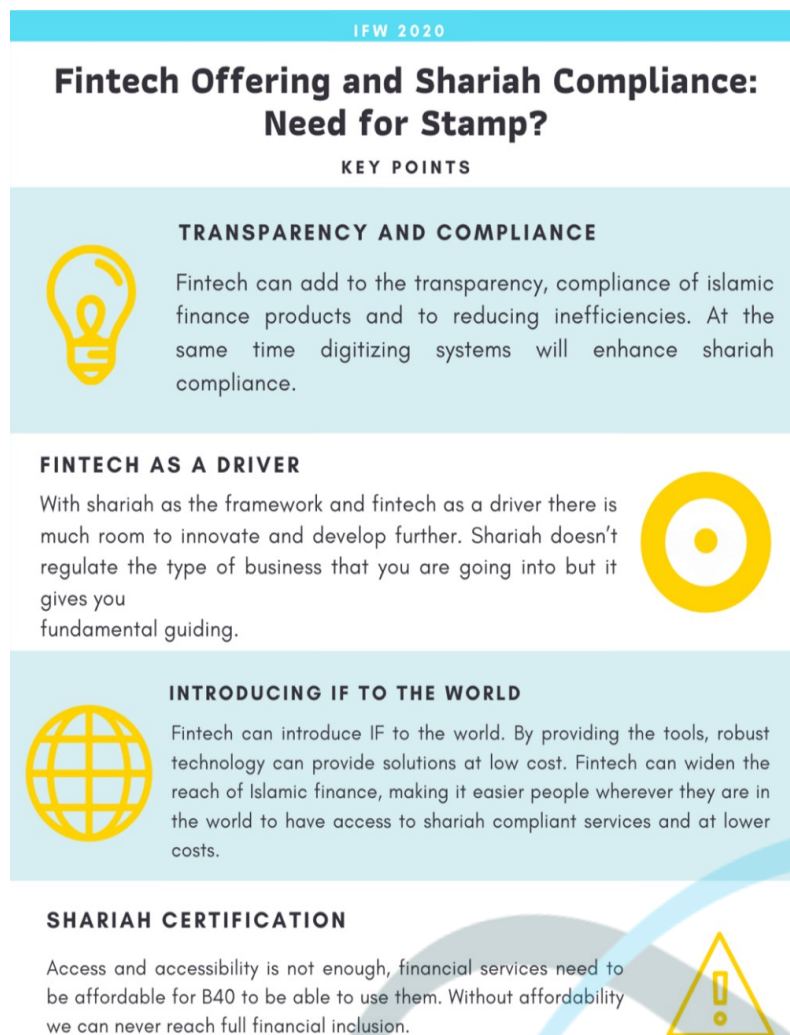 IFW 2020
Fintech Offering and Shariah Compliance:
Need for Stamp?
KEY POINTS
TRANSPARENCY AND COMPLIANCE
Fintech can add to the transparency, compliance of islamic
finance products and to reducing inefficiencies. At the
same time digitizing systems will enhance shariah
compliance.
FINTECH AS A DRIVER
With shariah as the framework and fintech as a driver there is
much room to innovate and develop further. Shariah doesn't
regulate the type of business that you are going into but it
gives you
fundamental guiding.
INTRODUCING IF TO THE WORLD
Fintech can introduce IF to the world. By providing the tools, robust
technology can provide solutions at low cost. Fintech can widen the
reach of Islamic finance, making it easier people wherever they are in
the world to have access to shariah compliant services and at lower
costs.
SHARIAH CERTIFICATION
Access and accessibility is not enough, financial services need to
be affordable for B40 to be able to use them. Without affordability
we can never reach full financial inclusion.